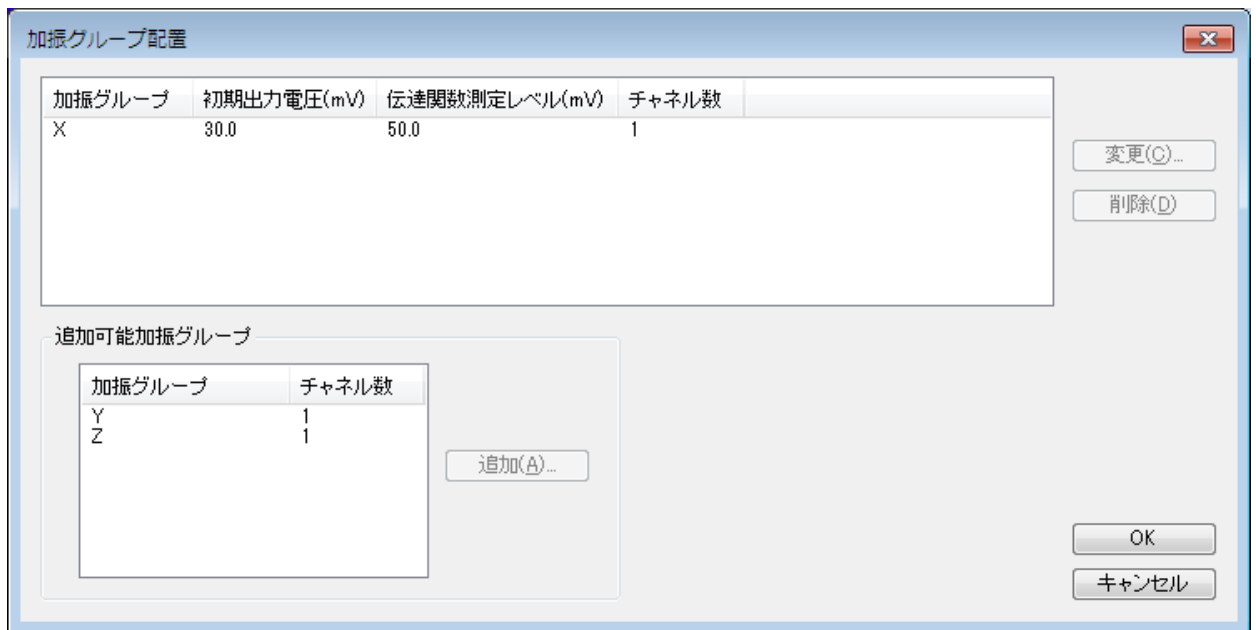 加振グループ配置
加振グループ 初期出力電圧(mV) 伝達関数測定レベル(mV) チャネル数
X 30.0 50.0 1
変更(C)...
削除(D)
追加可能加振グループ
加振グループ チャネル数
Y 1
Z 1
追加(A)...
OK
キャンセル